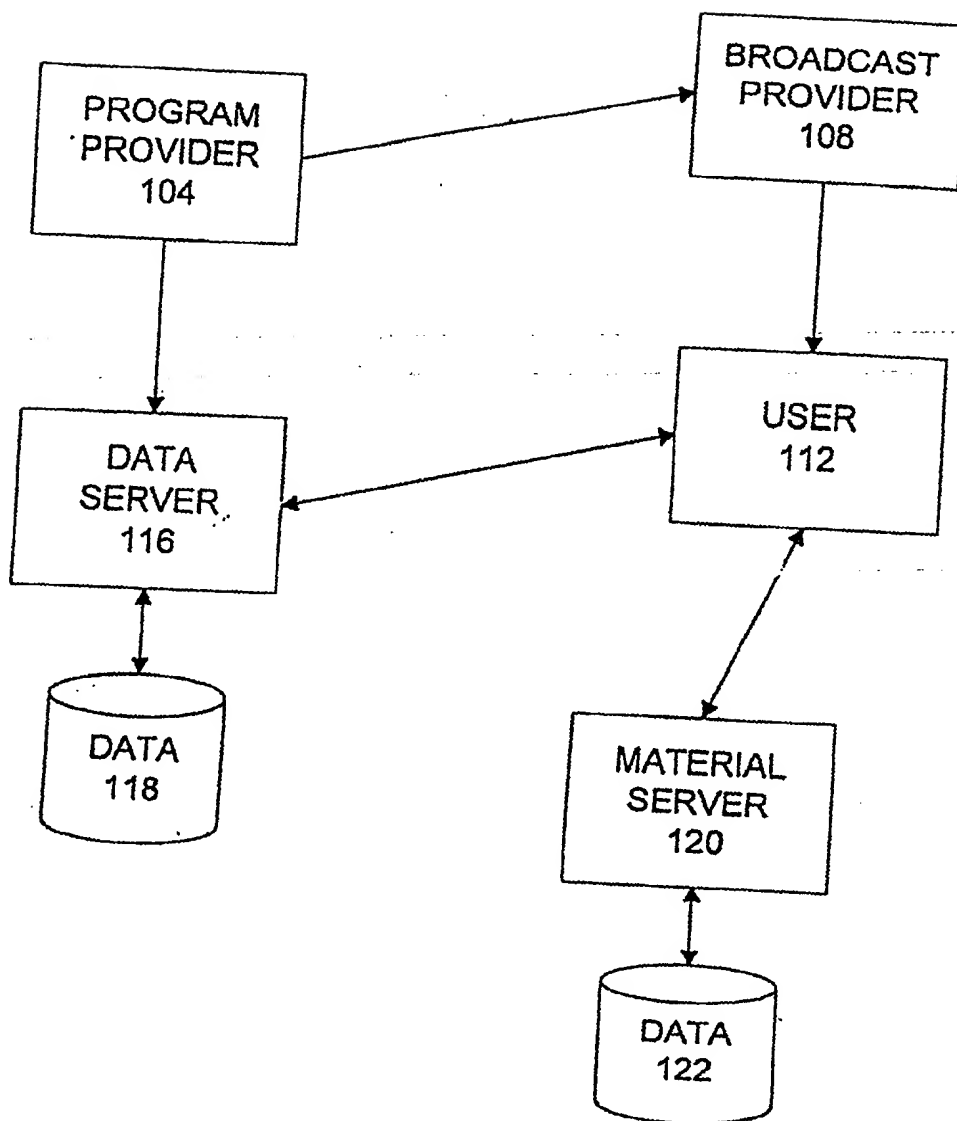 PROGRAM
PROVIDER
104
BROADCAST
PROVIDER
108
DATA
SERVER
116
USER
112
DATA
118
MATERIAL
SERVER
120
DATA
122